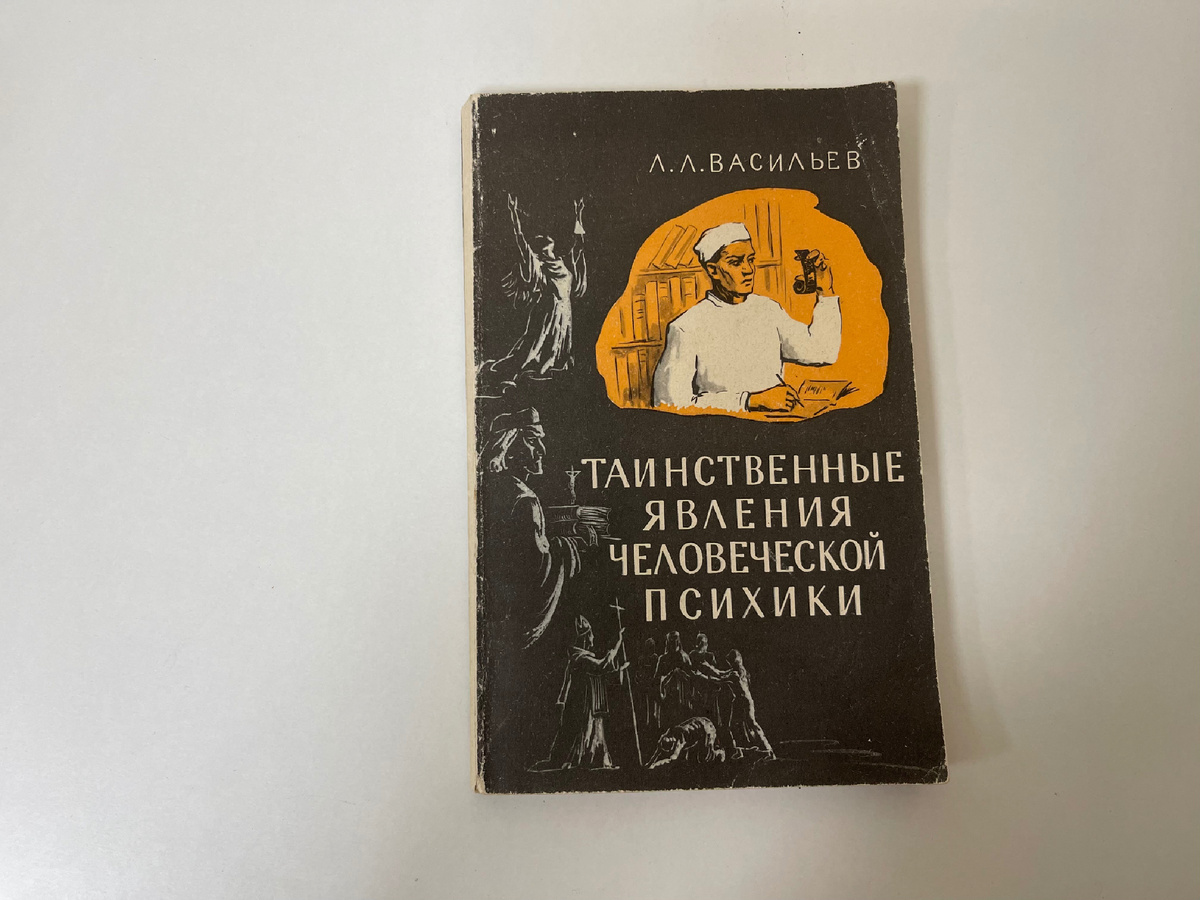 Л.Л.ВАСИЛЬЕВ
ТАИНСТВЕННЫЕ
ЯВЛЕНИЯ
ЧЕЛОВЕЧЕСКОЙ
ПСИХИКИ